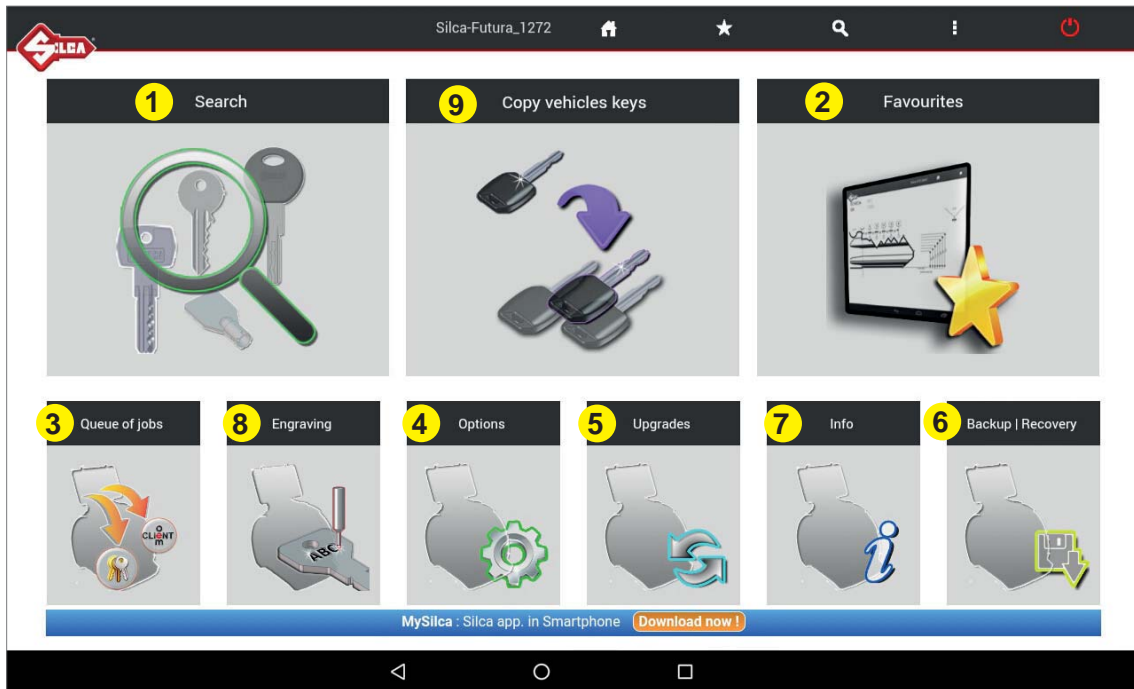 SILCA
Silca-Futura_1272
1 Search
9 Copy vehicles keys
2 Favourites
3 Queue of jobs
8 Engraving
4 Options
5 Upgrades
7 Info
6 Backup | Recovery
CLIENT
ABC
MySilca : Silca app. in Smartphone Download now !